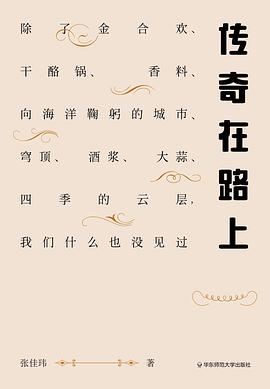 传奇在路上
除了金合欢、
干酪锅、香料、
向海洋鞠躬的城市、
穹顶、酒浆、大蒜、
四季的云层,
我们什么也没见过
张佳玮 著
华东师范大学出版社